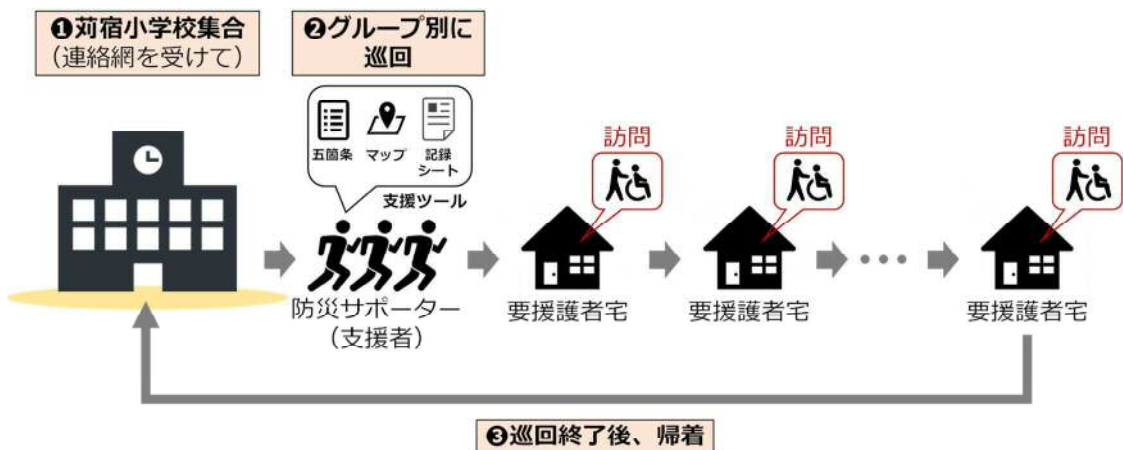 ❶苅宿小学校集合
(連絡網を受けて)
❷グループ別に
巡回
五箇条
マップ
記録
シート
支援ツール
防災サポーター
(支援者)
訪問
要援護者宅
訪問
要援護者宅
・・・
訪問
要援護者宅
❸巡回終了後、帰着